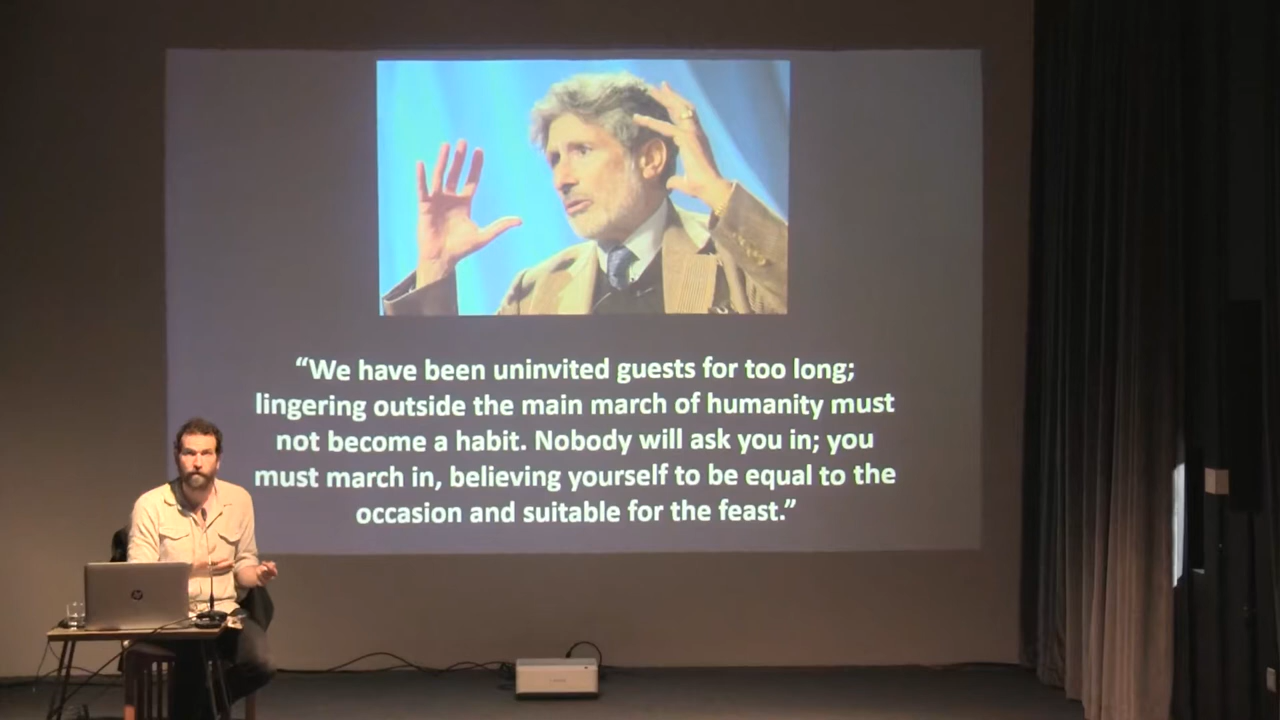 “We have been uninvited guests for too long;
lingering outside the main march of humanity must
not become a habit. Nobody will ask you in; you
must march in, believing yourself to be equal to the
occasion and suitable for the feast.”
hp